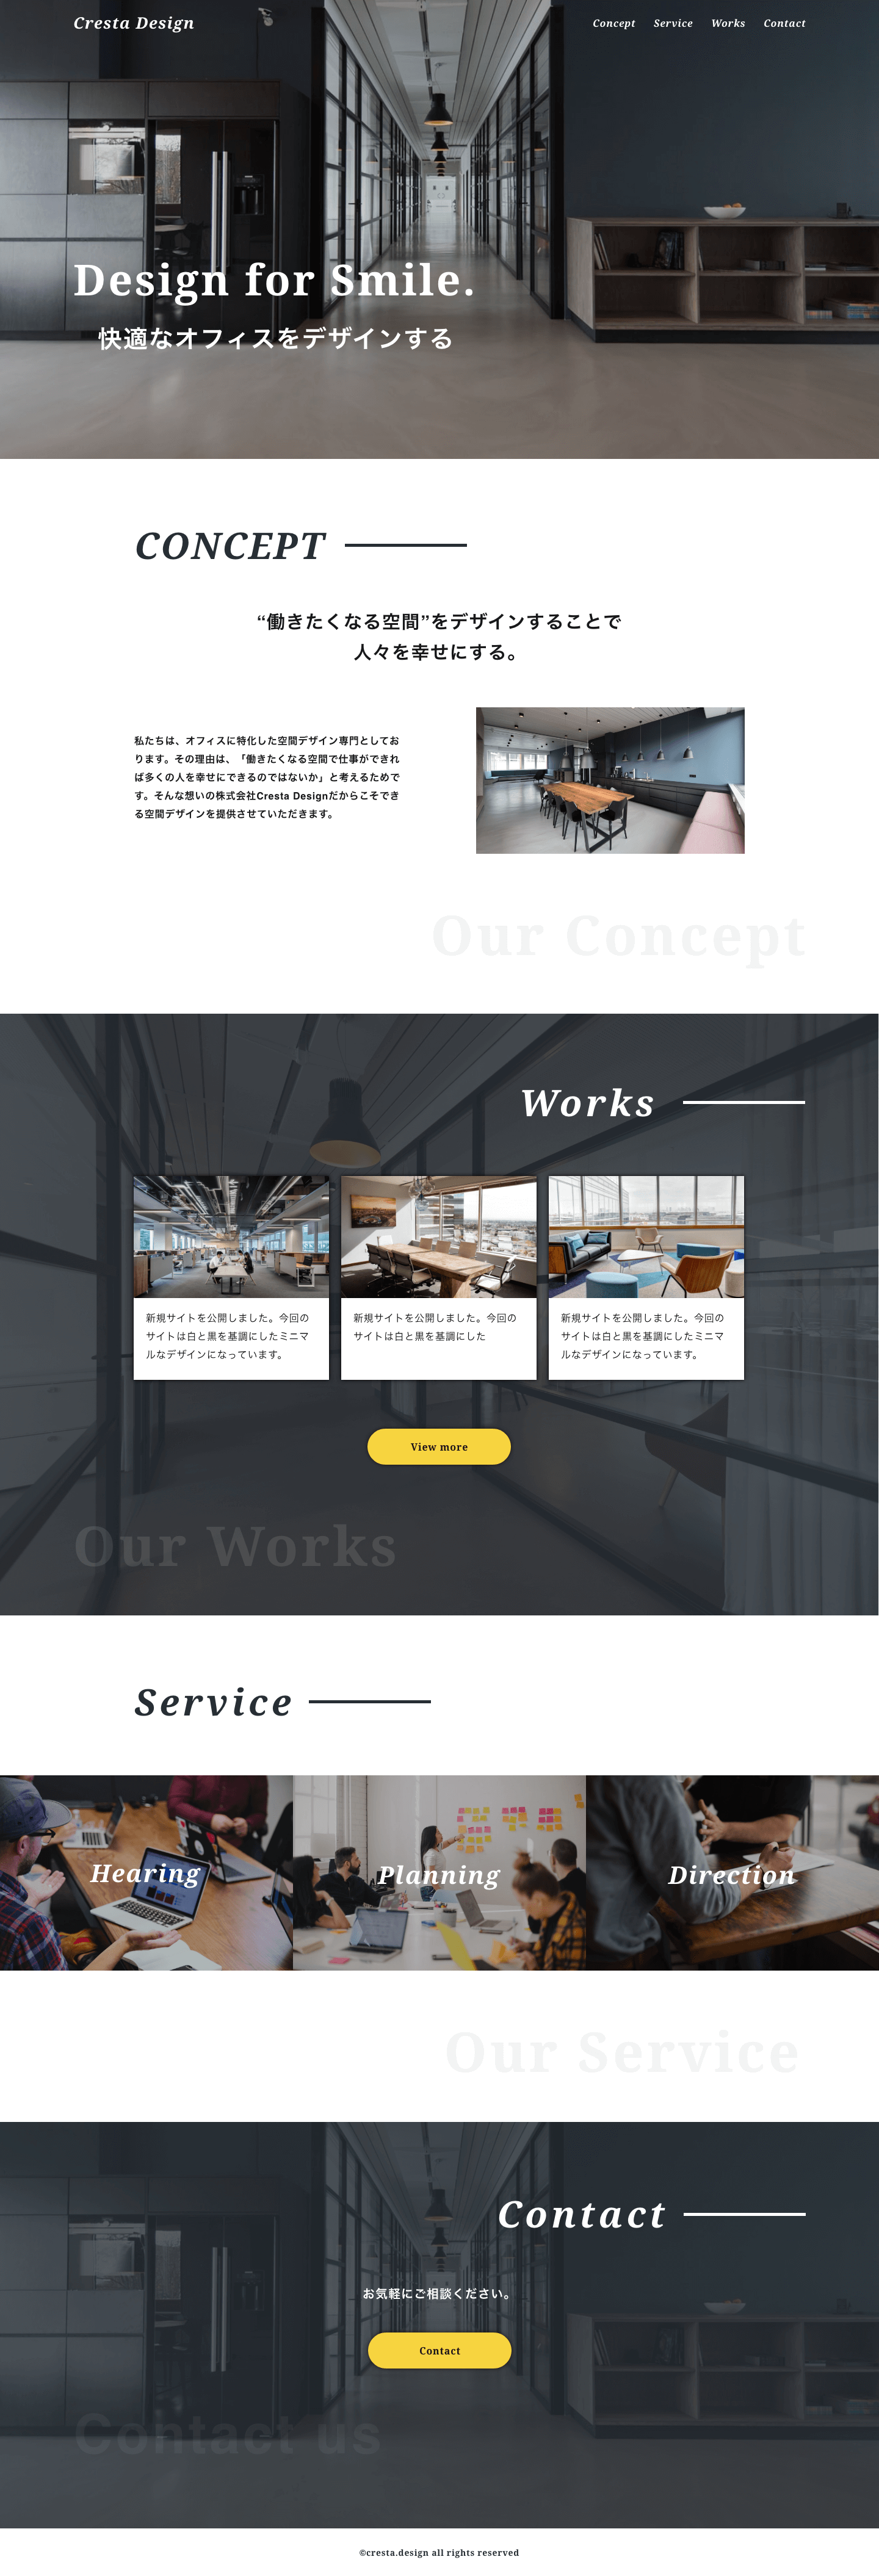 Cresta Design
Concept Service Works Contact
Design for Smile.
快適なオフィスをデザインする
CONCEPT
“働きたくなる空間”をデザインすることで
人々を幸せにする。
私たちは、オフィスに特化した空間デザイン専門としてお
ります。その理由は、「働きたくなる空間で仕事ができれ
ば多くの人を幸せにできるのではないか」と考えるためで
す。そんな想いの株式会社Cresta Designだからこそでき
る空間デザインを提供させていただきます。
Our Concept
Works
新規サイトを公開しました。今回の
サイトは白と黒を基調にしたミニマ
ルなデザインになっています。
新規サイトを公開しました。今回の
サイトは白と黒を基調にした
新規サイトを公開しました。今回の
サイトは白と黒を基調にしたミニマ
ルなデザインになっています。
View more
Our Works
Service
Hearing
Planning
Direction
Our Service
Contact
お気軽にご相談ください。
Contact
Contact us
©cresta.design all rights reserved